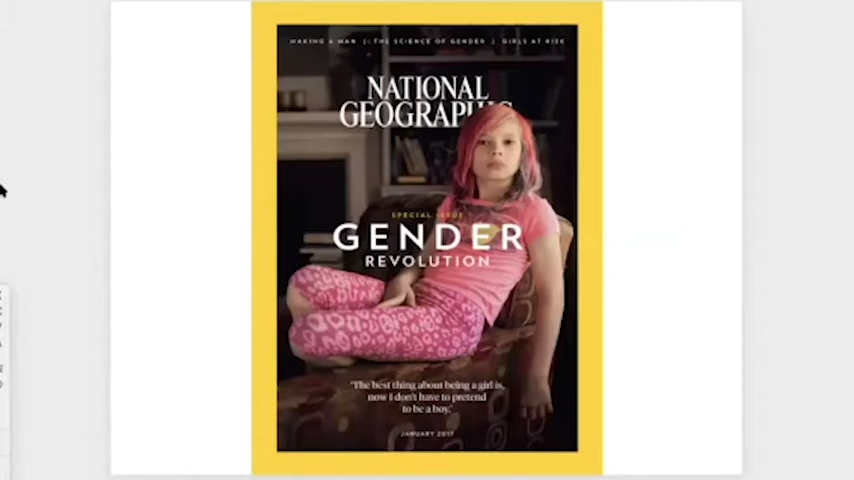 MAKING A MAN | THE SCIENCE OF GENDER | GIRLS AT RISK
NATIONAL
GEOGRAPHIC
SPECIAL ISSUE
GENDER
REVOLUTION
"The best thing about being a girl is,
now I don't have to pretend
to be a boy."
JANUARY 2017